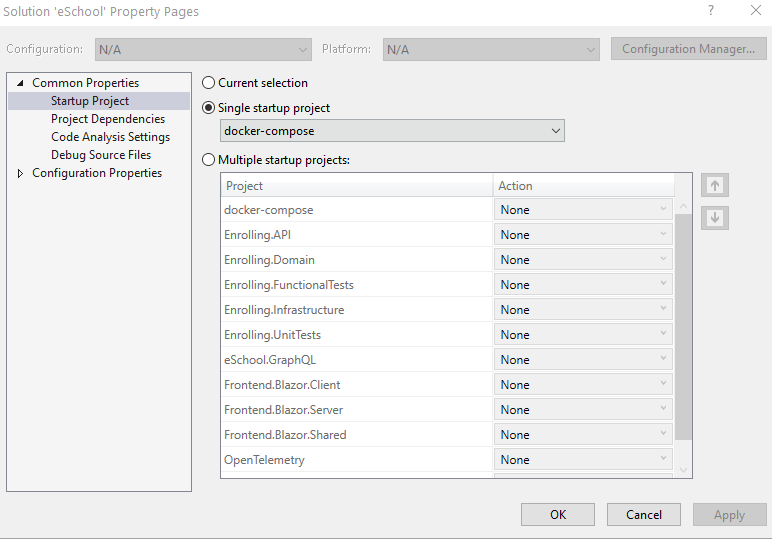 Solution 'eSchool' Property Pages
?
Configuration: N/A Platform: N/A Configuration Manager...
Common Properties
Startup Project
Project Dependencies
Code Analysis Settings
Debug Source Files
Configuration Properties
Current selection
Single startup project
docker-compose
Multiple startup projects:
Project Action
docker-compose None
Enrolling.API None
Enrolling.Domain None
Enrolling.FunctionalTests None
Enrolling.Infrastructure None
Enrolling.UnitTests None
eSchool.GraphQL None
Frontend.Blazor.Client None
Frontend.Blazor.Server None
Frontend.Blazor.Shared None
OpenTelemetry None
OK Cancel Apply